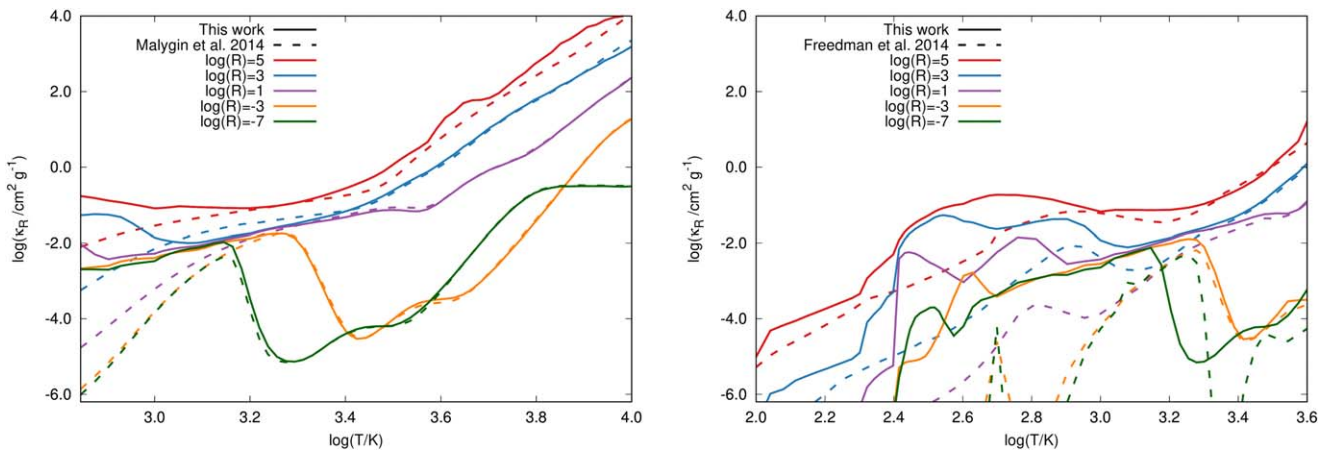 4.0
2.0
0.0
-2.0
-4.0
-6.0
log(κR /cm² g⁻¹)
3.0
3.2
3.4
3.6
3.8
4.0
log(T/K)
This work
Malygin et al. 2014
log(R)=5
log(R)=3
log(R)=1
log(R)=-3
log(R)=-7
4.0
2.0
0.0
-2.0
-4.0
-6.0
log(κR /cm² g⁻¹)
2.0
2.2
2.4
2.6
2.8
3.0
3.2
3.4
3.6
log(T/K)
This work
Freedman et al. 2014
log(R)=5
log(R)=3
log(R)=1
log(R)=-3
log(R)=-7